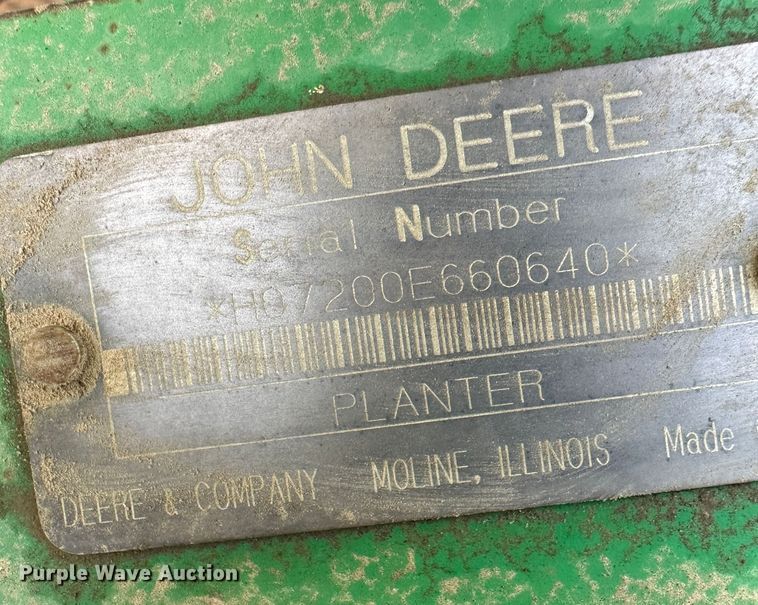 JOHN DEERE
Serial Number
*H07200E660640*
PLANTER
DEERE & COMPANY MOLINE, ILLINOIS Made
Purple Wave Auction